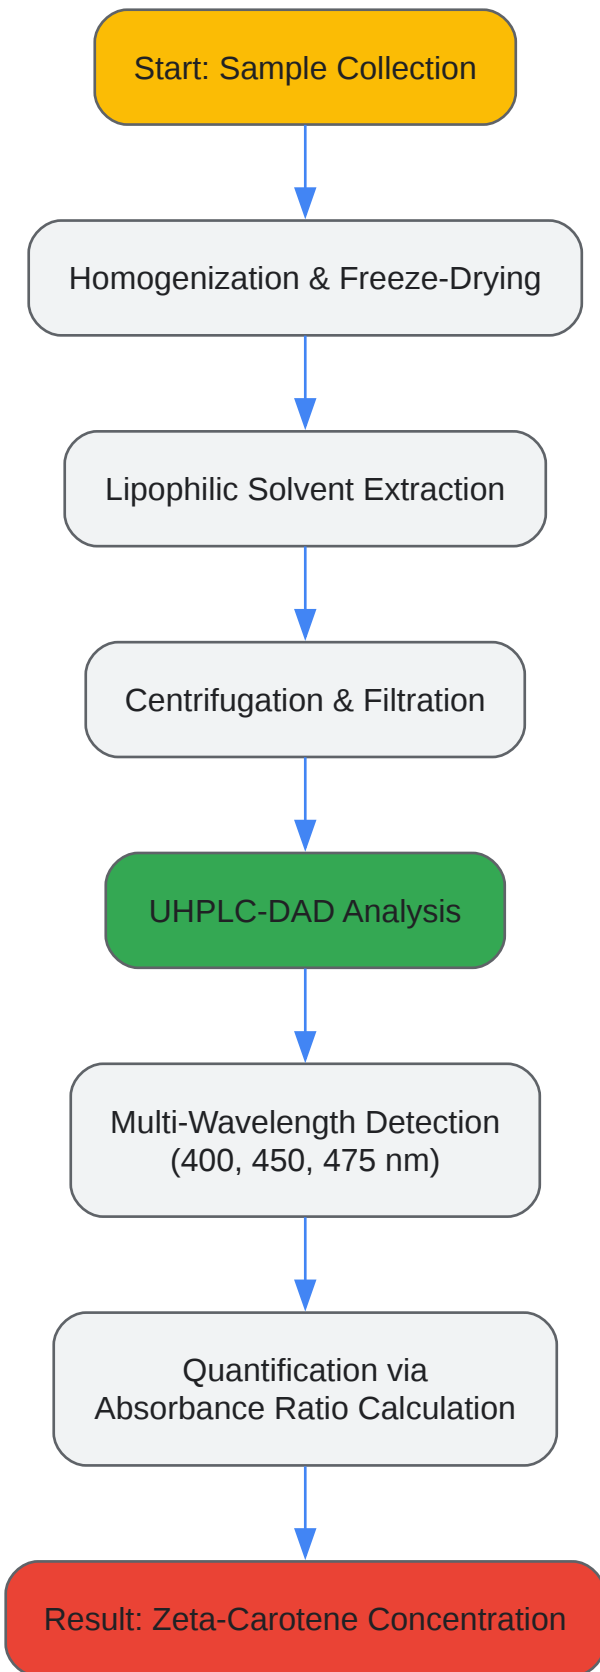 Start: Sample Collection
Homogenization & Freeze-Drying
Lipophilic Solvent Extraction
Centrifugation & Filtration
UHPLC-DAD Analysis
Multi-Wavelength Detection
(400, 450, 475 nm)
Quantification via
Absorbance Ratio Calculation
Result: Zeta-Carotene Concentration